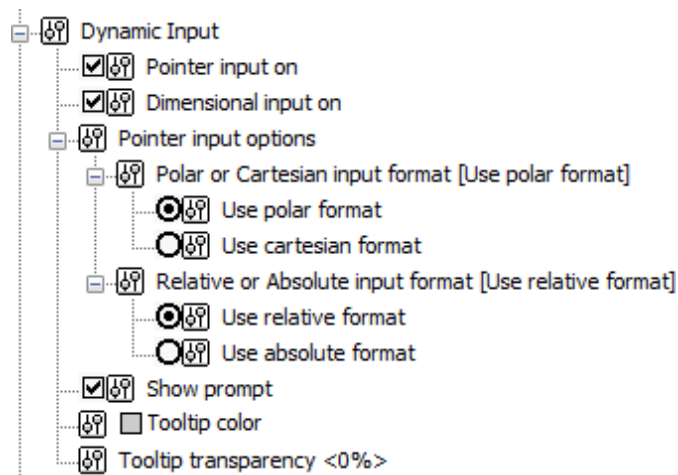 Dynamic Input
Pointer input on
Dimensional input on
Pointer input options
Polar or Cartesian input format [Use polar format]
Use polar format
Use cartesian format
Relative or Absolute input format [Use relative format]
Use relative format
Use absolute format
Show prompt
Tooltip color
Tooltip transparency <0%>